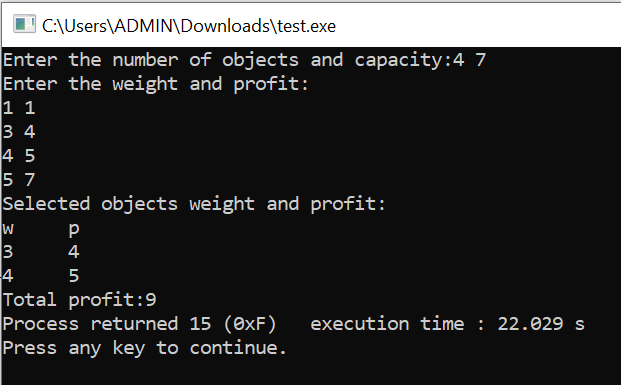 C:\Users\ADMIN\Downloads\test.exe
Enter the number of objects and capacity:4 7
Enter the weight and profit:
1 1
3 4
4 5
5 7
Selected objects weight and profit:
w     p
3     4
4     5
Total profit:9
Process returned 15 (0xF)   execution time : 22.029 s
Press any key to continue.